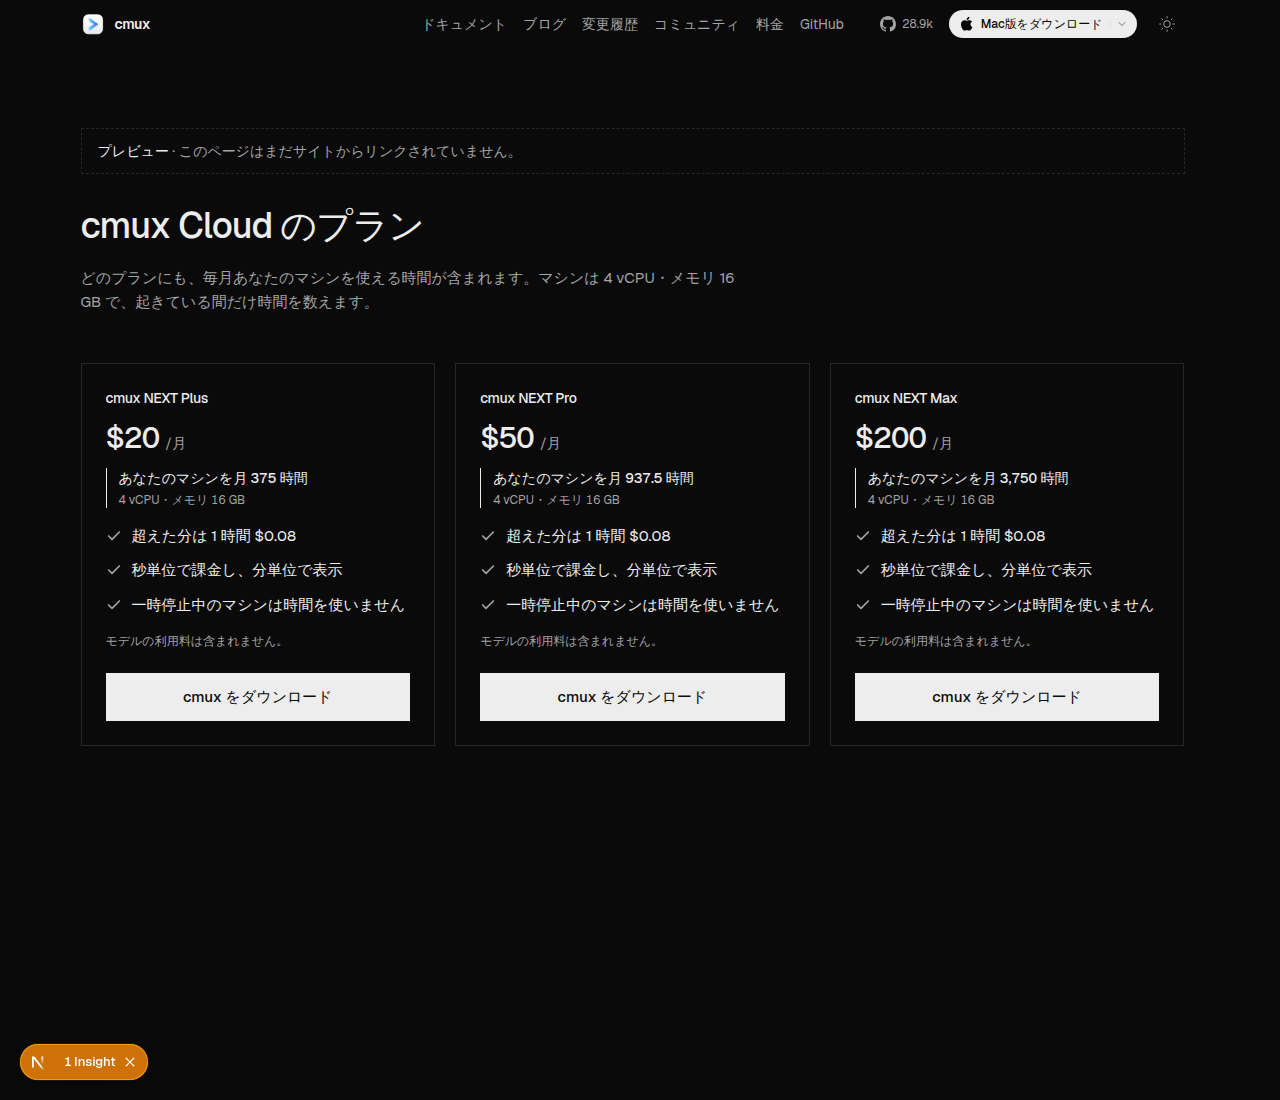 cmux
ドキュメント ブログ 変更履歴 コミュニティ 料金 GitHub 28.9k Mac版をダウンロード
プレビュー · このページはまだサイトからリンクされていません。
cmux Cloud のプラン
どのプランにも、毎月あなたのマシンを使える時間が含まれます。マシンは 4 vCPU・メモリ 16
GB で、起きている間だけ時間を数えます。
cmux NEXT Plus
$20 /月
あなたのマシンを月 375 時間
4 vCPU・メモリ 16 GB
超えた分は 1 時間 $0.08
秒単位で課金し、分単位で表示
一時停止中のマシンは時間を使いません
モデルの利用料は含まれません。
cmux をダウンロード
cmux NEXT Pro
$50 /月
あなたのマシンを月 937.5 時間
4 vCPU・メモリ 16 GB
超えた分は 1 時間 $0.08
秒単位で課金し、分単位で表示
一時停止中のマシンは時間を使いません
モデルの利用料は含まれません。
cmux をダウンロード
cmux NEXT Max
$200 /月
あなたのマシンを月 3,750 時間
4 vCPU・メモリ 16 GB
超えた分は 1 時間 $0.08
秒単位で課金し、分単位で表示
一時停止中のマシンは時間を使いません
モデルの利用料は含まれません。
cmux をダウンロード
1 Insight